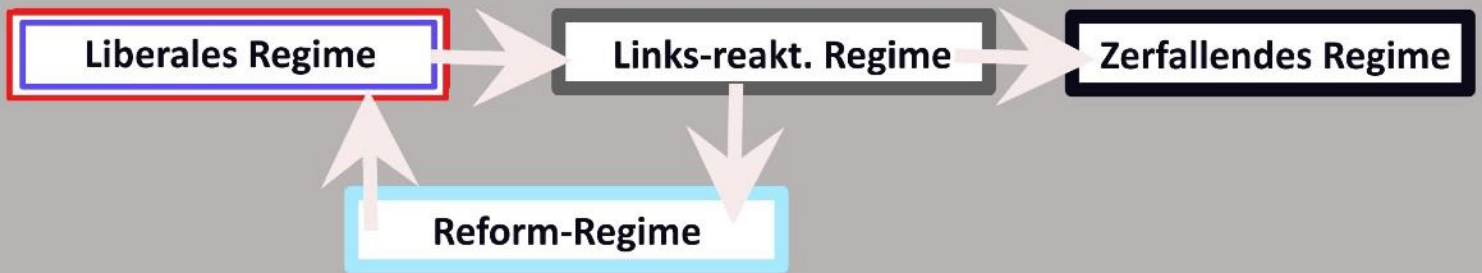 Liberales Regime
Links-reakt. Regime
Zerfallendes Regime
Reform-Regime